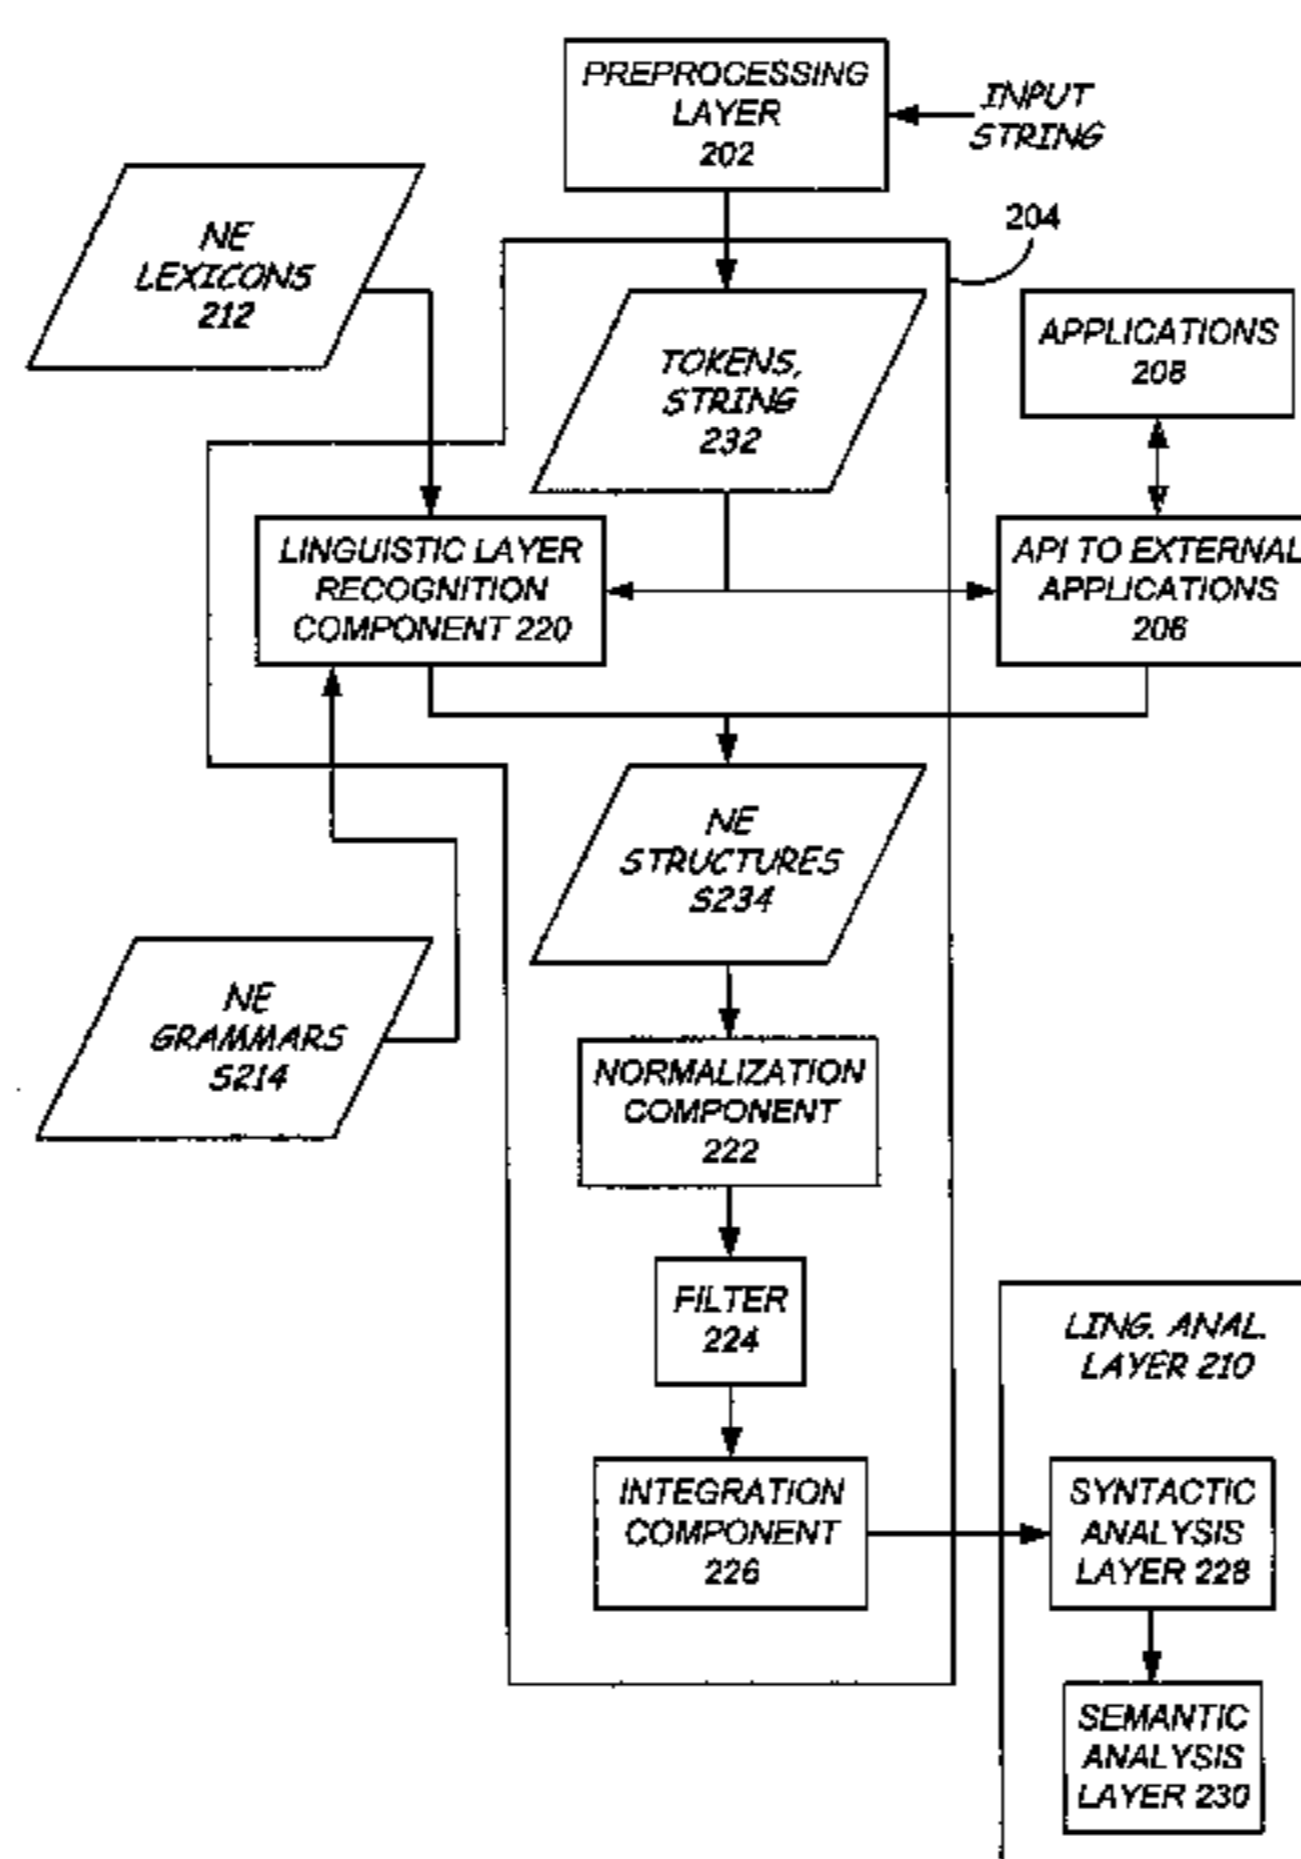 PREPROCESSING
LAYER
202
INPUT
STRING
204
NE
LEXICONS
212
TOKENS,
STRING
232
APPLICATIONS
208
LINGUISTIC LAYER
RECOGNITION
COMPONENT 220
API TO EXTERNAL
APPLICATIONS
206
NE
STRUCTURES
S234
NE
GRAMMARS
S214
NORMALIZATION
COMPONENT
222
FILTER
224
LING. ANAL.
LAYER 210
INTEGRATION
COMPONENT
226
SYNTACTIC
ANALYSIS
LAYER 228
SEMANTIC
ANALYSIS
LAYER 230